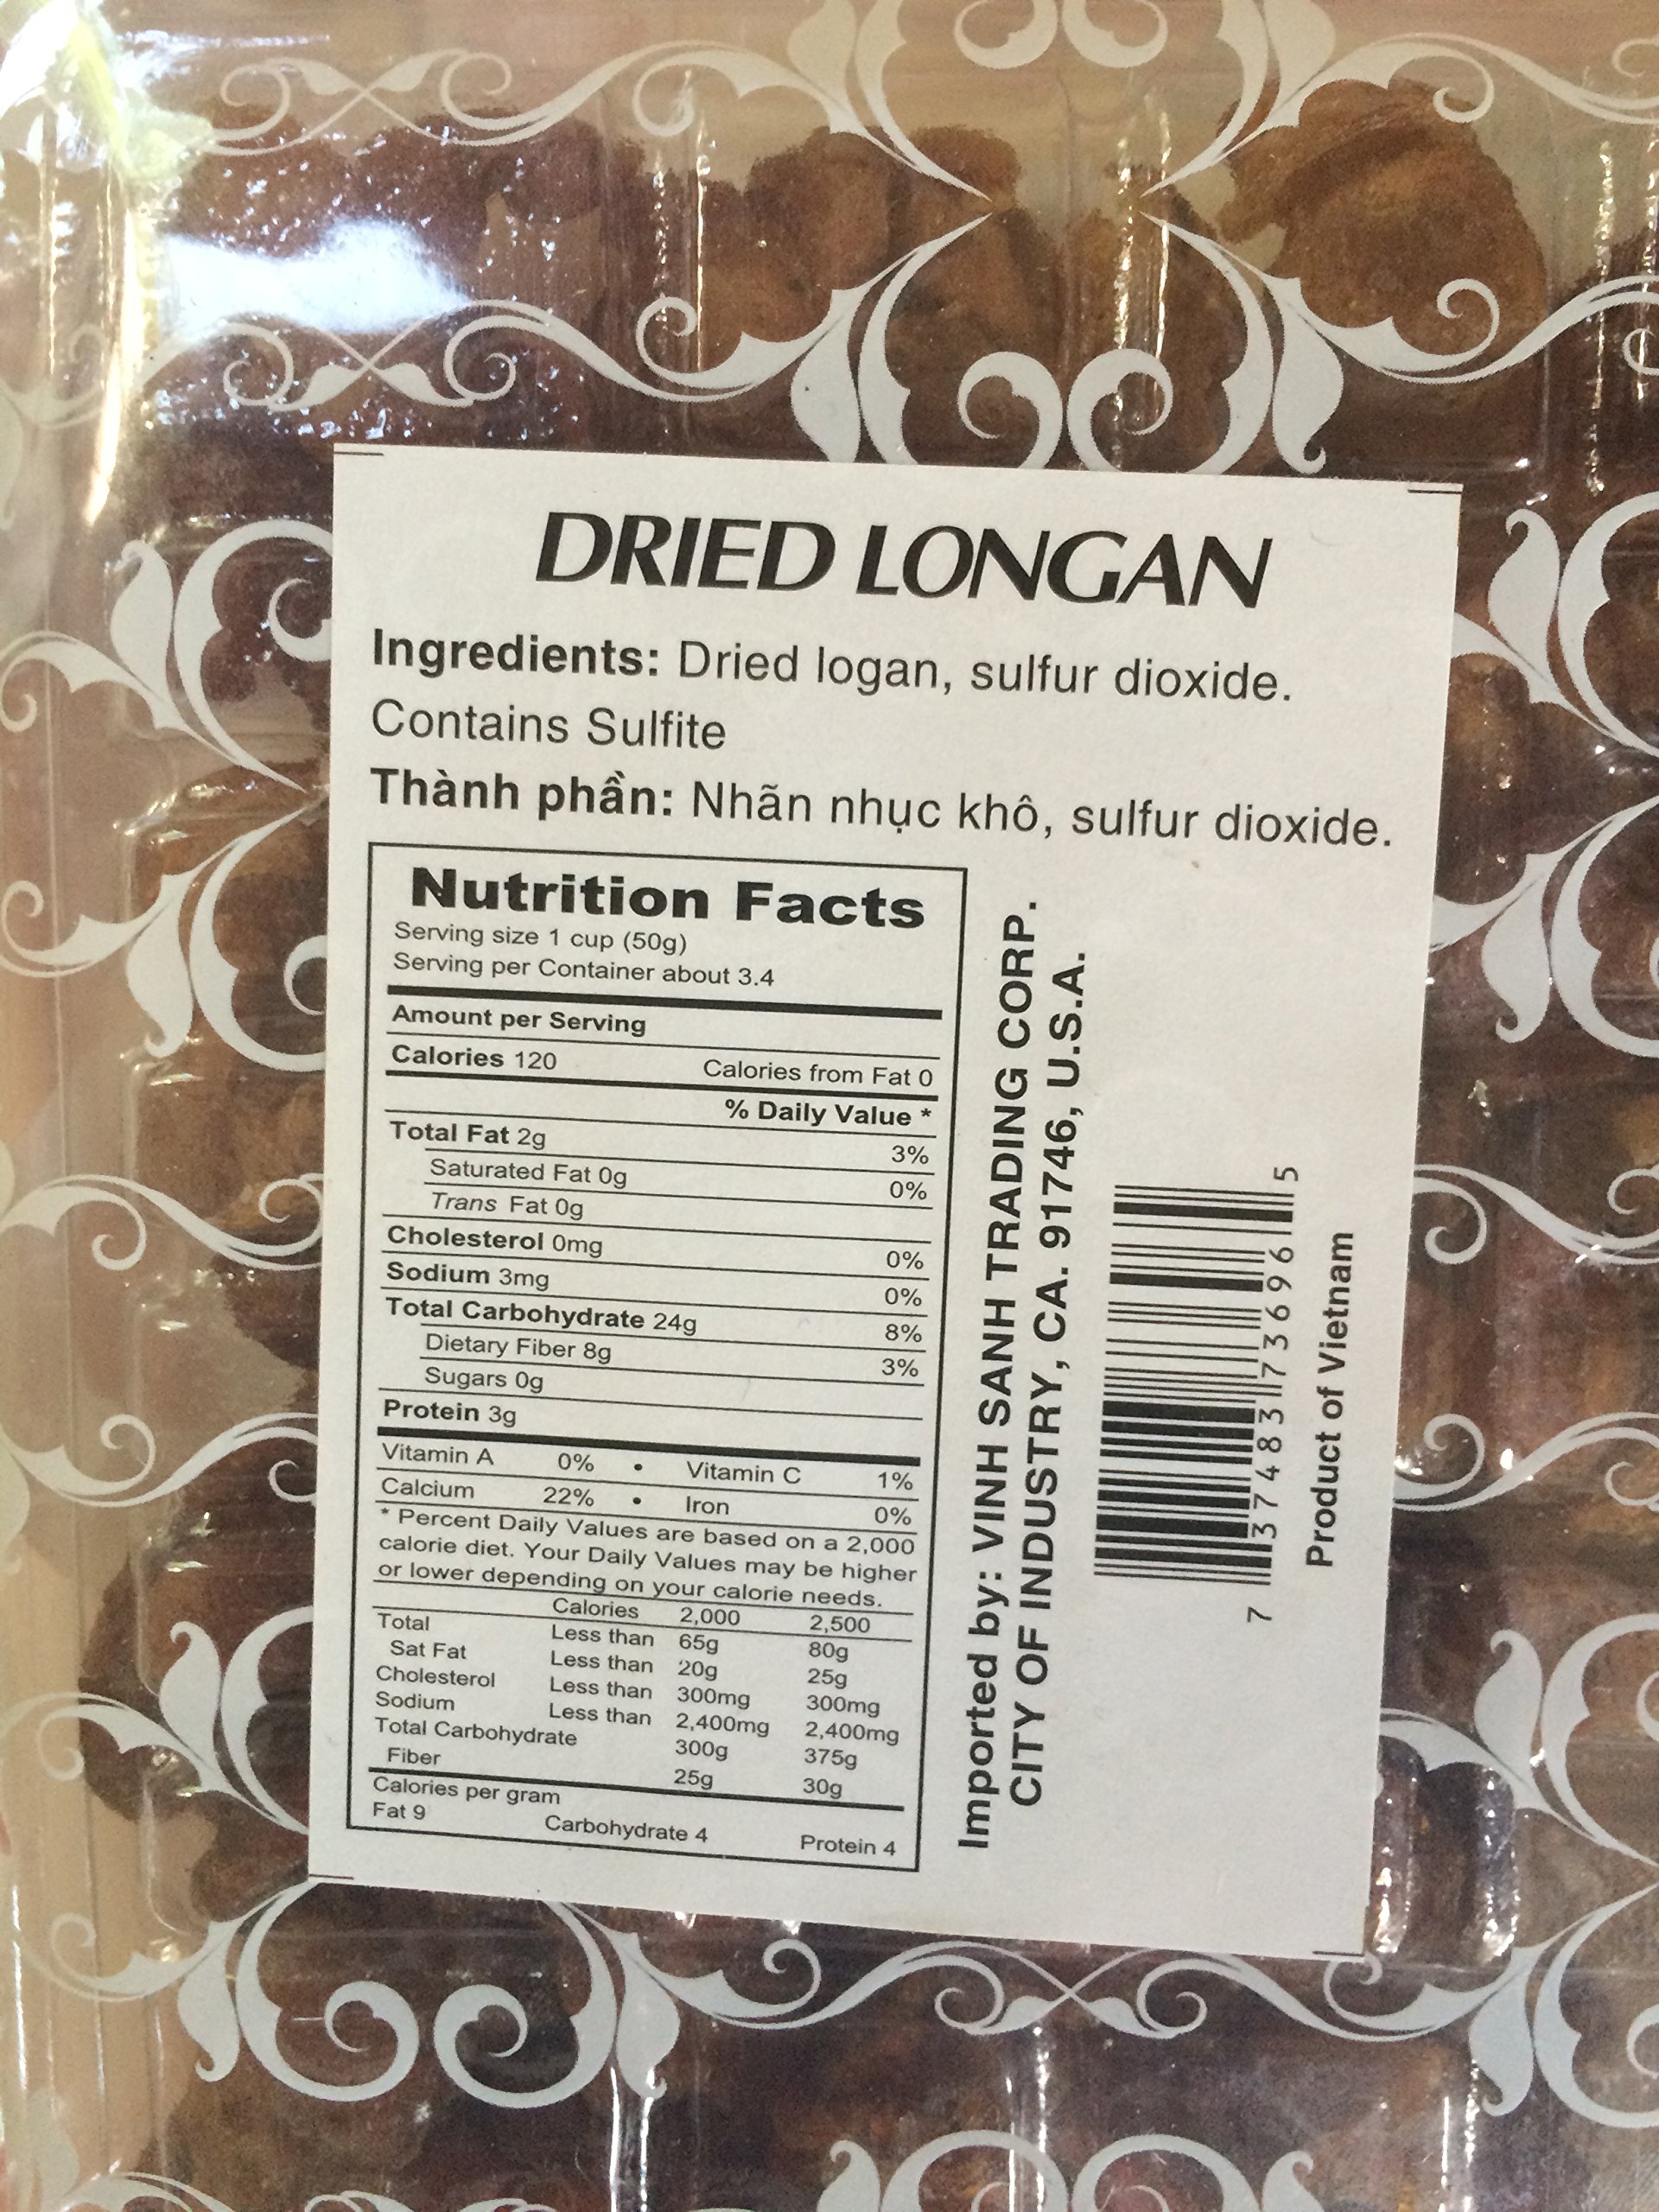 DRIED LONGAN
Ingredients: Dried logan, sulfur dioxide.
Contains Sulfite
Thành phần: Nhãn nhục khô, sulfur dioxide.
Nutrition Facts
Serving size 1 cup (50g)
Serving per Container about 3.4
Amount per Serving
Calories 120 Calories from Fat 0
% Daily Value *
Total Fat 2g 3%
Saturated Fat 0g 0%
Trans Fat 0g
Cholesterol 0mg 0%
Sodium 3mg 0%
Total Carbohydrate 24g 8%
Dietary Fiber 8g 3%
Sugars 0g
Protein 3g
Vitamin A 0% • Vitamin C 1%
Calcium 22% • Iron 0%
* Percent Daily Values are based on a 2,000
calorie diet. Your Daily Values may be higher
or lower depending on your calorie needs.
Calories 2,000 2,500
Total Less than 65g 80g
Sat Fat Less than 20g 25g
Cholesterol Less than 300mg 300mg
Sodium Less than 2,400mg 2,400mg
Total Carbohydrate 300g 375g
Fiber 25g 30g
Calories per gram
Fat 9 Carbohydrate 4 Protein 4
Imported by: VINH SANH TRADING CORP.
CITY OF INDUSTRY, CA. 91746, U.S.A.
7 37483 73696 5
Product of Vietnam